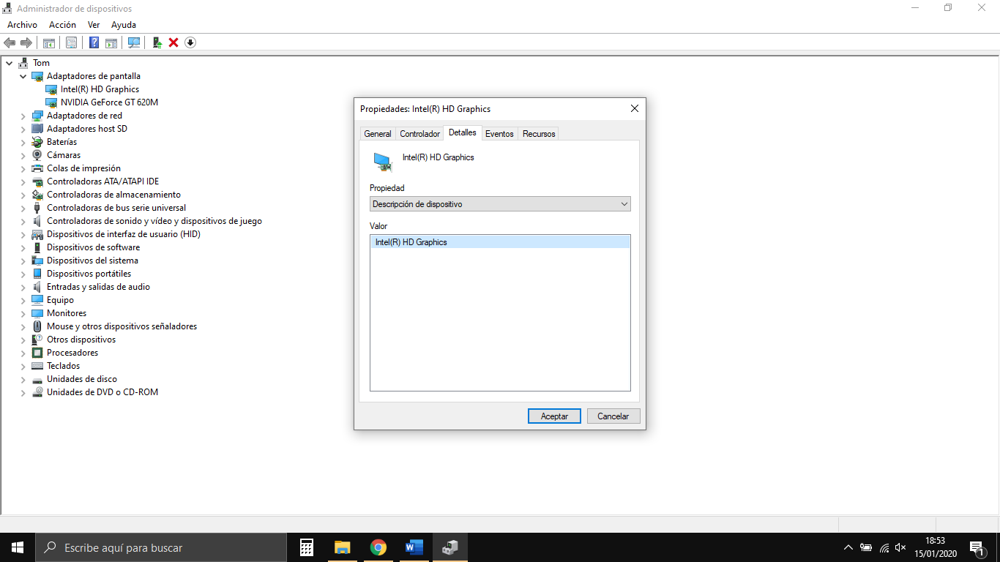 Administrador de dispositivos
Archivo Acción Ver Ayuda
Tom
Adaptadores de pantalla
Intel(R) HD Graphics
NVIDIA GeForce GT 620M
Adaptadores de red
Adaptadores host SD
Baterías
Cámaras
Colas de impresión
Controladoras ATA/ATAPI IDE
Controladoras de almacenamiento
Controladoras de bus serie universal
Controladoras de sonido y vídeo y dispositivos de juego
Dispositivos de interfaz de usuario (HID)
Dispositivos de software
Dispositivos del sistema
Dispositivos portátiles
Entradas y salidas de audio
Equipo
Monitores
Mouse y otros dispositivos señaladores
Otros dispositivos
Procesadores
Teclados
Unidades de disco
Unidades de DVD o CD-ROM
Propiedades: Intel(R) HD Graphics
General Controlador Detalles Eventos Recursos
Intel(R) HD Graphics
Propiedad
Descripción de dispositivo
Valor
Intel(R) HD Graphics
Aceptar Cancelar
Escribe aquí para buscar
18:53
15/01/2020
1